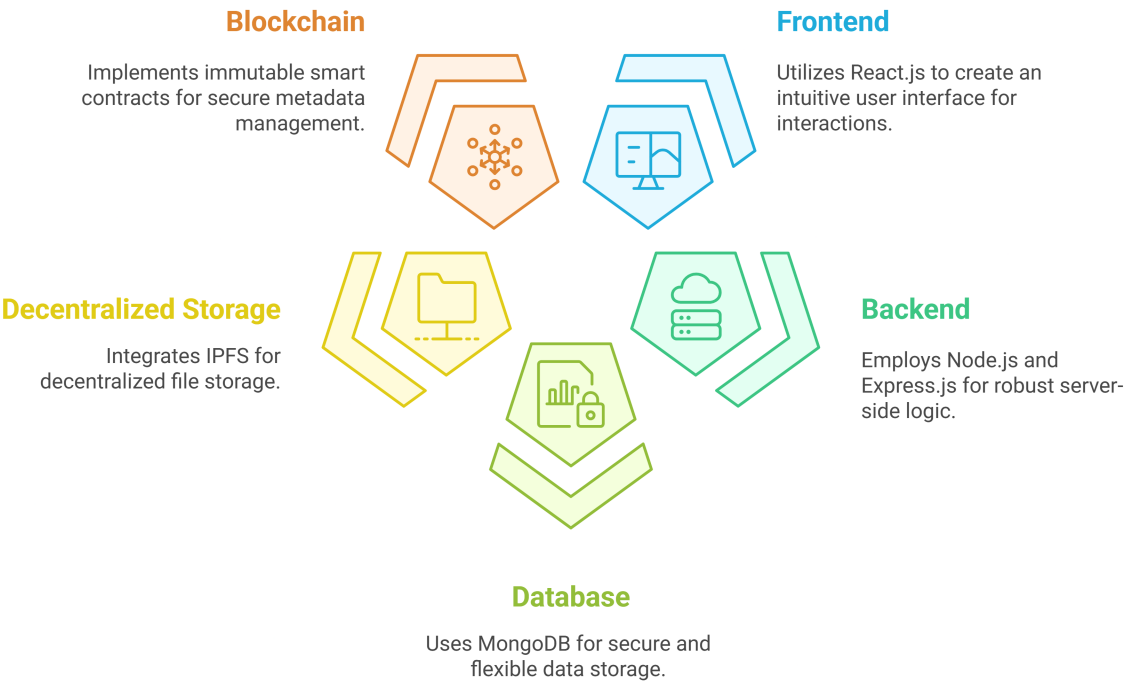 Blockchain
Implements immutable smart
contracts for secure metadata
management.
Frontend
Utilizes React.js to create an
intuitive user interface for
interactions.
Decentralized Storage
Integrates IPFS for
decentralized file storage.
Backend
Employs Node.js and
Express.js for robust server-
side logic.
Database
Uses MongoDB for secure and
flexible data storage.